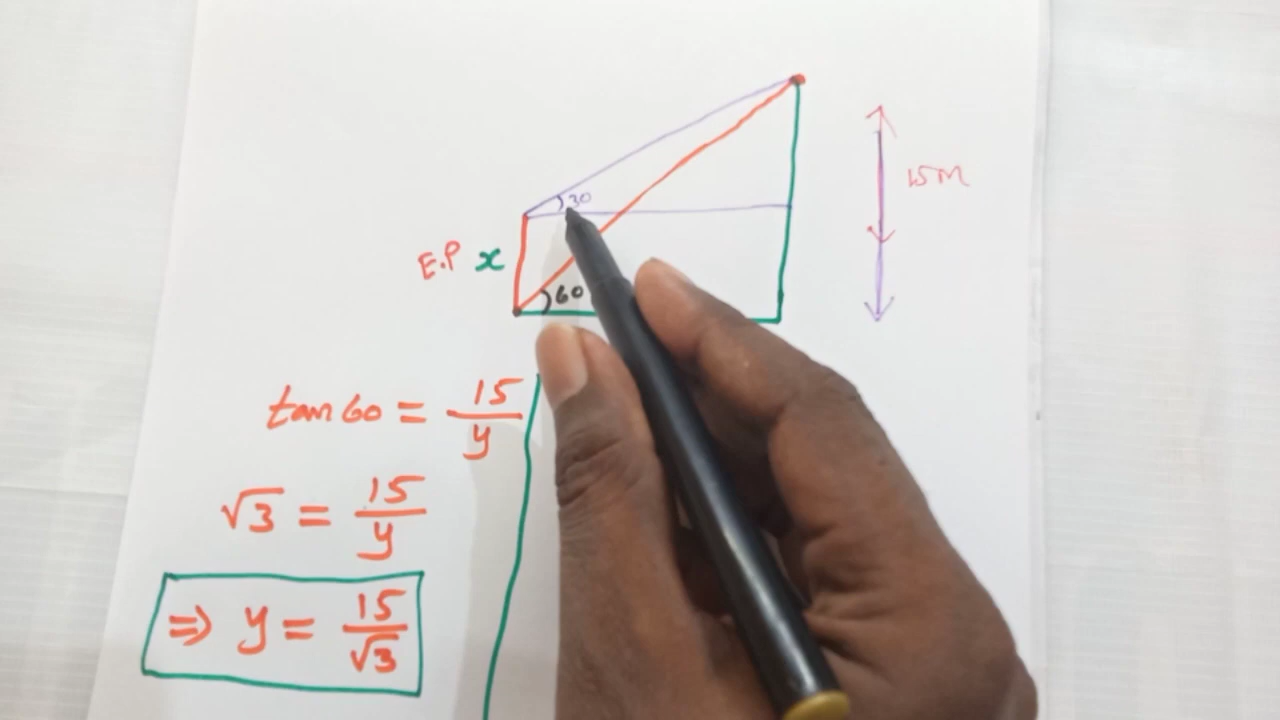 15M
30
E.P x
60
tan 60 = 15/y
√3 = 15/y
⇒ y = 15/√3